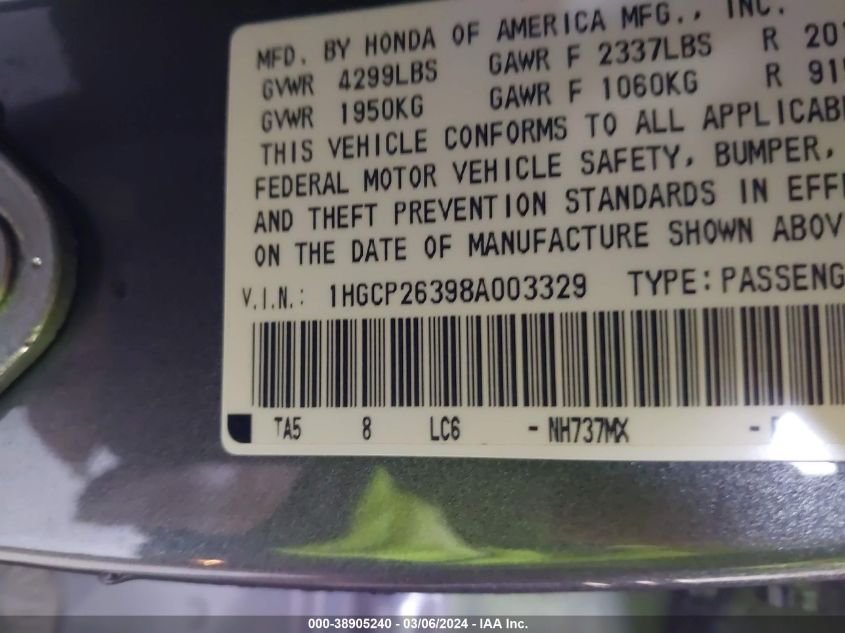 MFD. BY HONDA OF AMERICA MFG., INC.
GVWR 4299LBS GAWR F 2337LBS R 201
GVWR 1950KG GAWR F 1060KG R 91
THIS VEHICLE CONFORMS TO ALL APPLICAB
FEDERAL MOTOR VEHICLE SAFETY, BUMPER,
AND THEFT PREVENTION STANDARDS IN EFF
ON THE DATE OF MANUFACTURE SHOWN ABOV
V.I.N.: 1HGCP26398A003329 TYPE: PASSENG
TA5 8 LC6 -NH737MX -
000-38905240 - 03/06/2024 - IAA Inc.